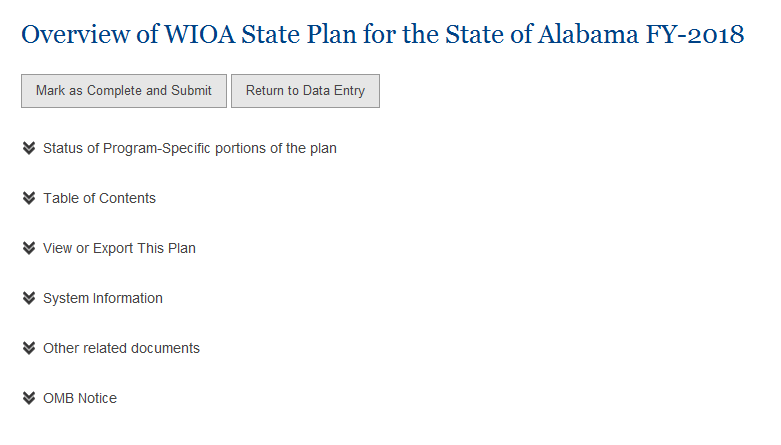 Overview of WIOA State Plan for the State of Alabama FY-2018
Mark as Complete and Submit Return to Data Entry
Status of Program-Specific portions of the plan
Table of Contents
View or Export This Plan
System Information
Other related documents
OMB Notice